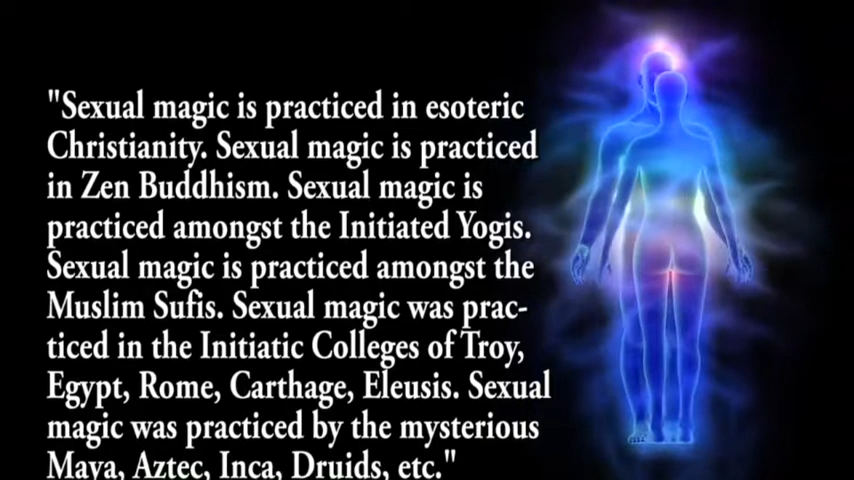 "Sexual magic is practiced in esoteric
Christianity. Sexual magic is practiced
in Zen Buddhism. Sexual magic is
practiced amongst the Initiated Yogis.
Sexual magic is practiced amongst the
Muslim Sufis. Sexual magic was prac-
ticed in the Initiatic Colleges of Troy,
Egypt, Rome, Carthage, Eleusis. Sexual
magic was practiced by the mysterious
Maya, Aztec, Inca, Druids, etc."